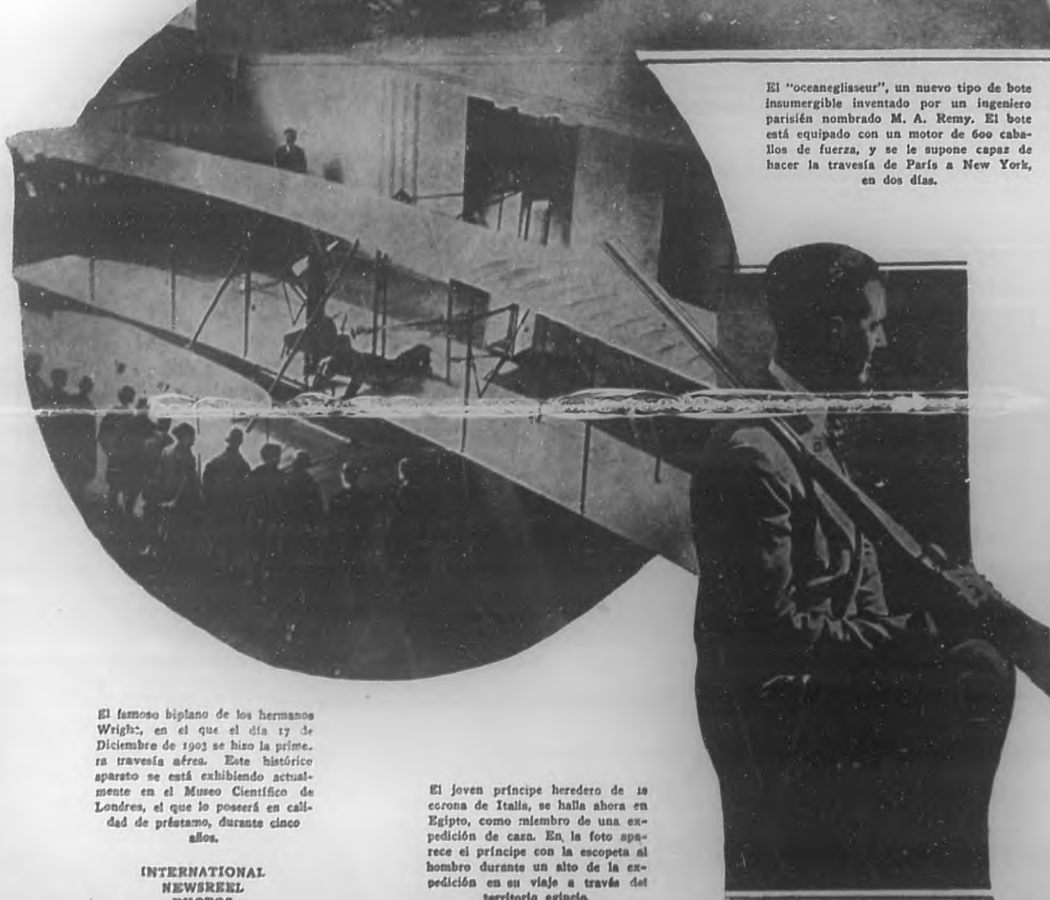 El "oceaneglisseur", un nuevo tipo de bote
insumergible inventado por un ingeniero
parisién nombrado M. A. Remy. El bote
está equipado con un motor de 600 caba-
llos de fuerza, y se le supone capaz de
hacer la travesía de París a New York,
en dos días.
El famoso biplano de los hermanos
Wright, en el que el día 17 de
Diciembre de 1903 se hizo la prime-
ra travesía aérea. Este histórico
aparato se está exhibiendo actual-
mente en el Museo Científico de
Londres, el que lo poseerá en cali-
dad de préstamo, durante cinco
años.
INTERNATIONAL
NEWSREEL
PHOTOS
El joven príncipe heredero de la
corona de Italia, se halla ahora en
Egipto, como miembro de una ex-
pedición de caza. En la foto apa-
rece el príncipe con la escopeta al
hombro durante un alto de la ex-
pedición en su viaje a través del
territorio egipcio.